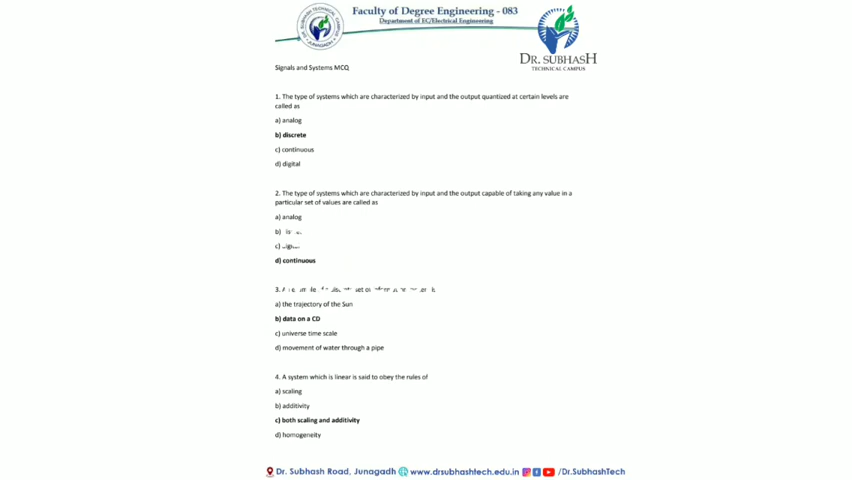 Faculty of Degree Engineering - 083
Department of EC/Electrical Engineering
DR. SUBHASH TECHNICAL CAMPUS
JUNAGADH
DR. SUBHASH
TECHNICAL CAMPUS
Signals and Systems MCQ
1. The type of systems which are characterized by input and the output quantized at certain levels are
called as
a) analog
b) discrete
c) continuous
d) digital
2. The type of systems which are characterized by input and the output capable of taking any value in a
particular set of values are called as
a) analog
b)
c)
d) continuous
3.
a) the trajectory of the Sun
b) data on a CD
c) universe time scale
d) movement of water through a pipe
4. A system which is linear is said to obey the rules of
a) scaling
b) additivity
c) both scaling and additivity
d) homogeneity
Dr. Subhash Road, Junagadh www.drsubhashtech.edu.in /Dr.SubhashTech